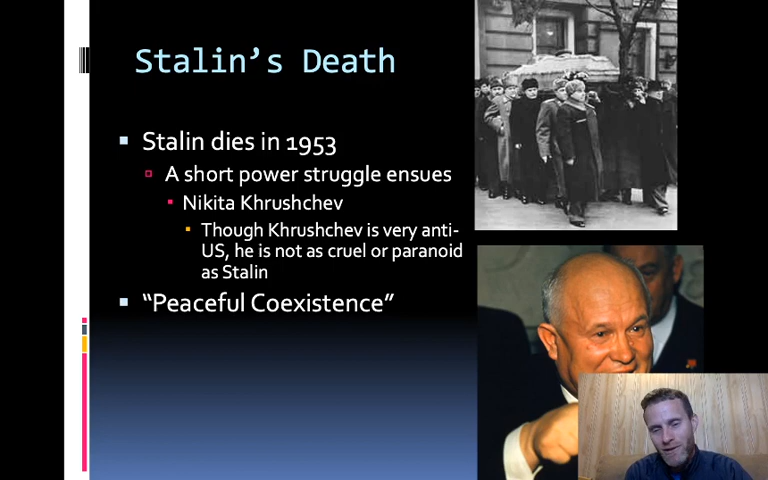 Stalin’s Death
Stalin dies in 1953
A short power struggle ensues
Nikita Khrushchev
Though Khrushchev is very anti-
US, he is not as cruel or paranoid
as Stalin
“Peaceful Coexistence”